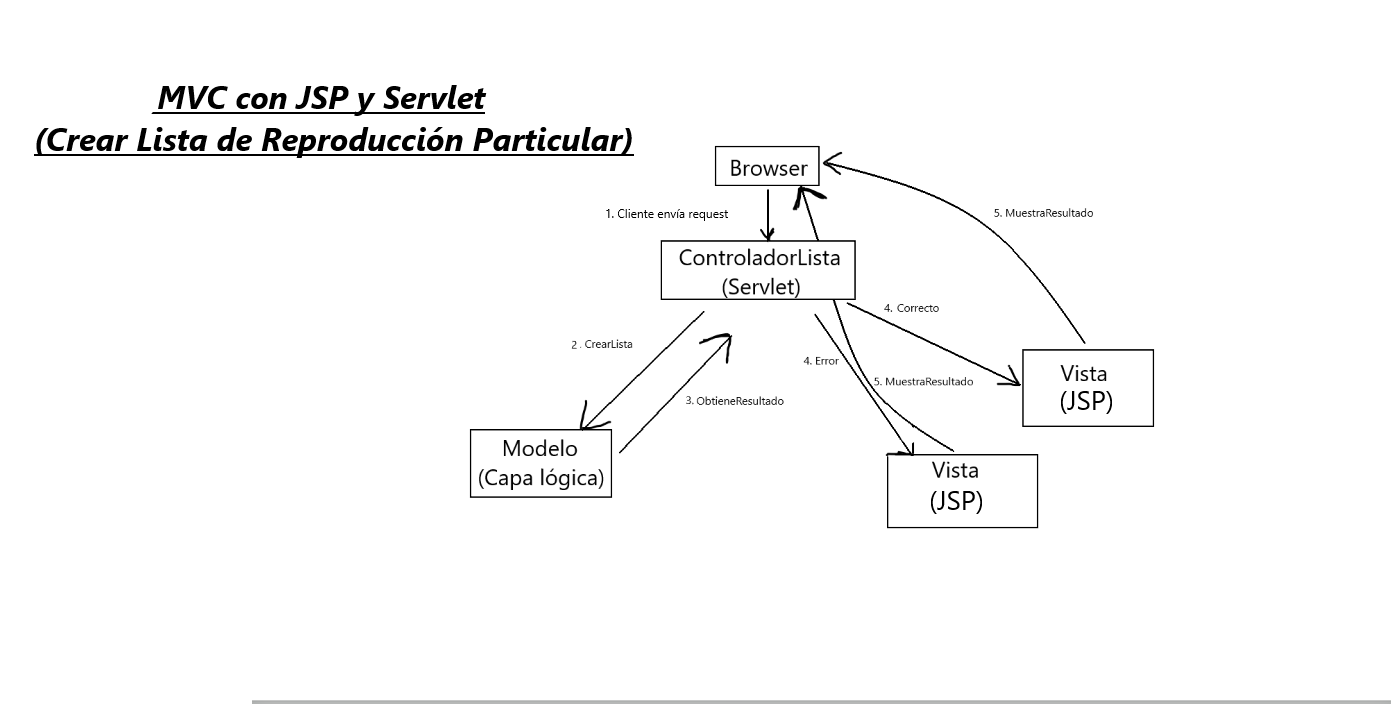 MVC con JSP y Servlet
(Crear Lista de Reproducción Particular)
Browser
1. Cliente envía request
5. MuestraResultado
ControladorLista
(Servlet)
4. Correcto
2 . CrearLista
4. Error
5. MuestraResultado
3. ObtieneResultado
Vista
(JSP)
Modelo
(Capa lógica)
Vista
(JSP)